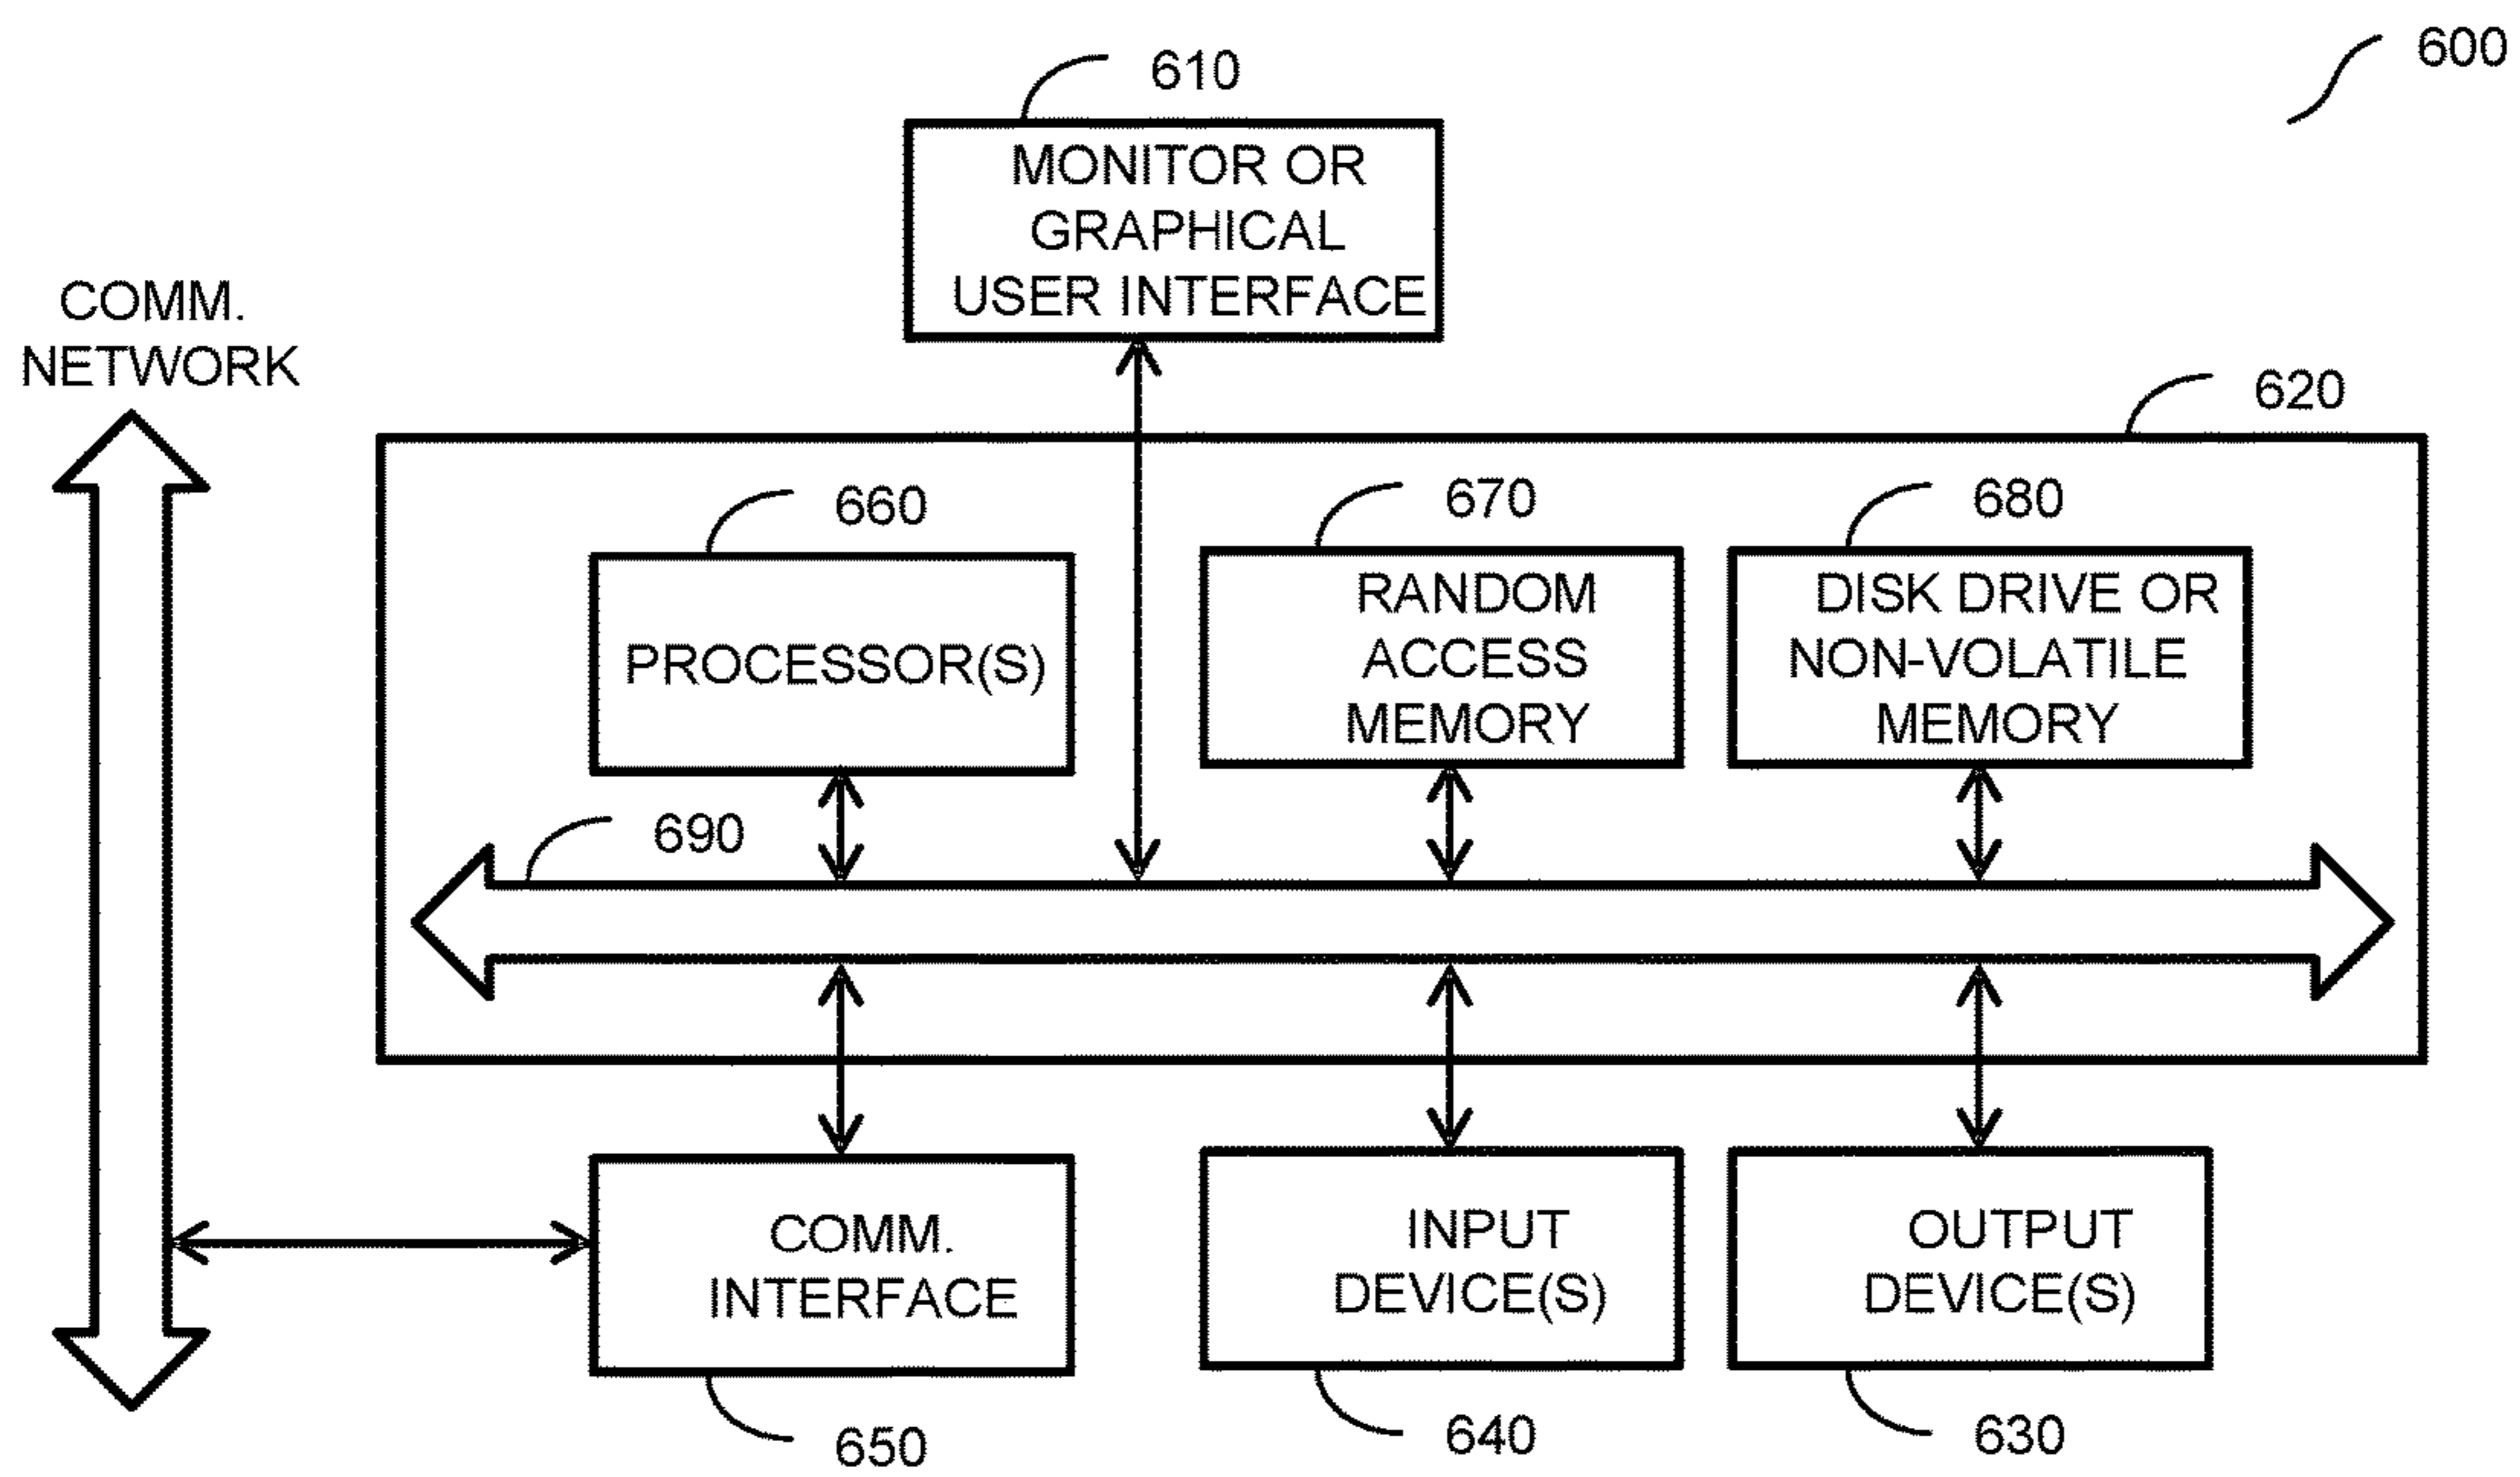 600
610
MONITOR OR
GRAPHICAL
USER INTERFACE
COMM.
NETWORK
620
660
PROCESSOR(S)
670
RANDOM
ACCESS
MEMORY
680
DISK DRIVE OR
NON-VOLATILE
MEMORY
690
COMM.
INTERFACE
650
INPUT
DEVICE(S)
640
OUTPUT
DEVICE(S)
630